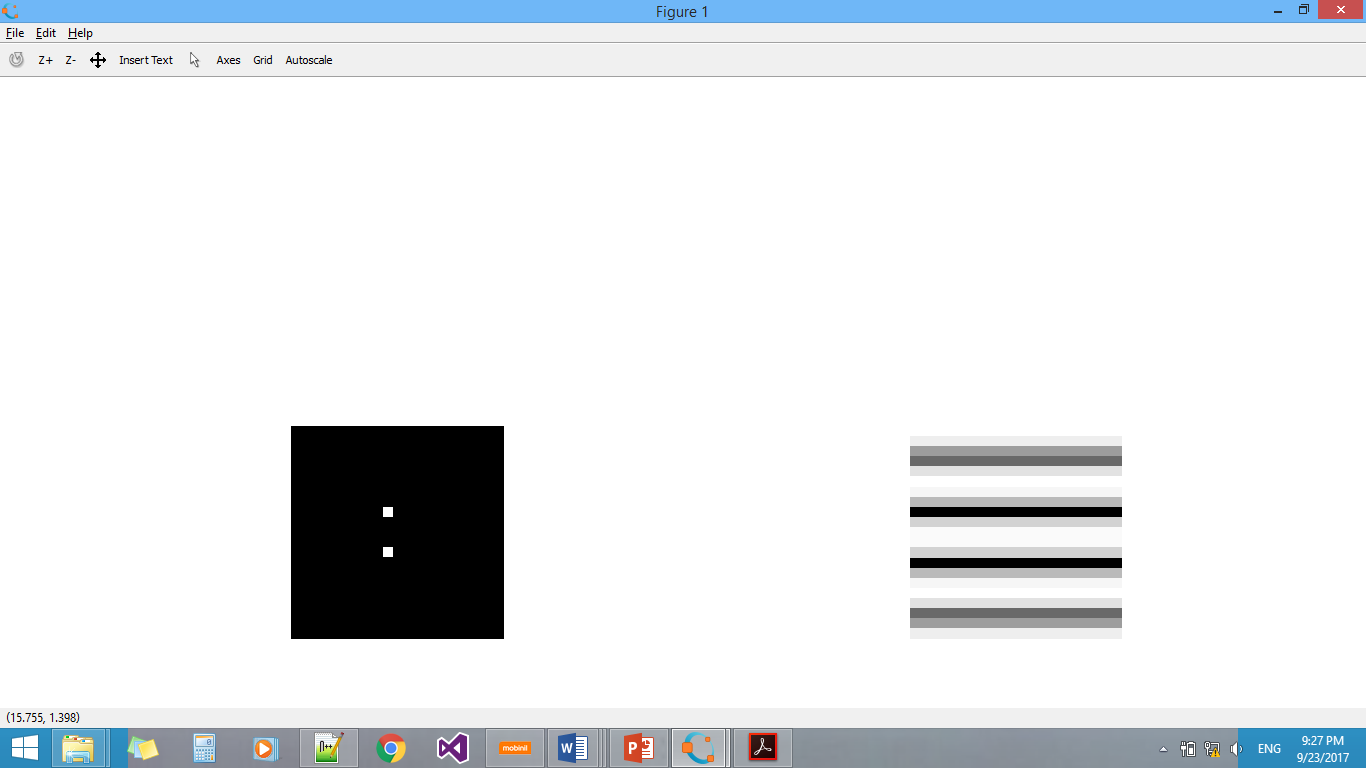 Figure 1
File Edit Help
Z+ Z- Insert Text Axes Grid Autoscale
(15.755, 1.398)
mobinil
ENG
9:27 PM
9/23/2017